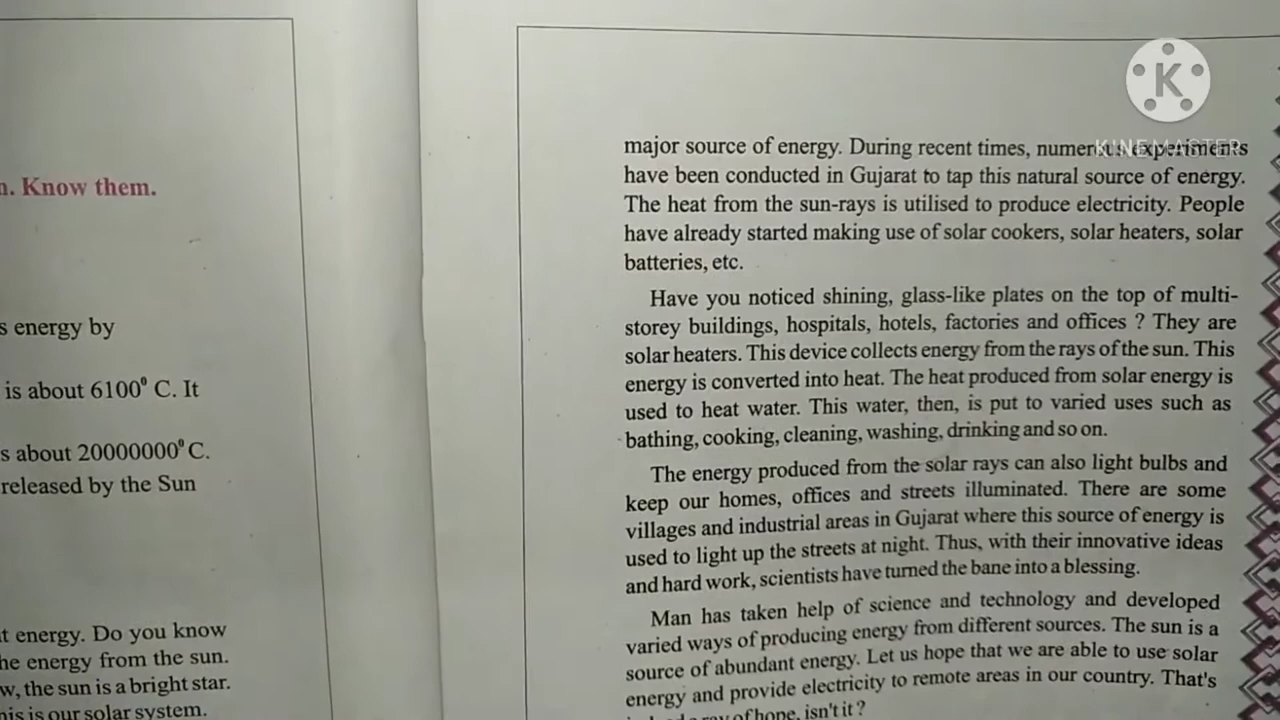 n. Know them.
s energy by
is about 6100⁰ C. It
s about 20000000⁰C.
released by the Sun
t energy. Do you know
he energy from the sun.
w, the sun is a bright star.
his is our solar system.
K
KINEMASTER
major source of energy. During recent times, numerous experiments
have been conducted in Gujarat to tap this natural source of energy.
The heat from the sun-rays is utilised to produce electricity. People
have already started making use of solar cookers, solar heaters, solar
batteries, etc.
Have you noticed shining, glass-like plates on the top of multi-
storey buildings, hospitals, hotels, factories and offices ? They are
solar heaters. This device collects energy from the rays of the sun. This
energy is converted into heat. The heat produced from solar energy is
used to heat water. This water, then, is put to varied uses such as
bathing, cooking, cleaning, washing, drinking and so on.
The energy produced from the solar rays can also light bulbs and
keep our homes, offices and streets illuminated. There are some
villages and industrial areas in Gujarat where this source of energy is
used to light up the streets at night. Thus, with their innovative ideas
and hard work, scientists have turned the bane into a blessing.
Man has taken help of science and technology and developed
varied ways of producing energy from different sources. The sun is a
source of abundant energy. Let us hope that we are able to use solar
energy and provide electricity to remote areas in our country. That's
ray of hope, isn't it ?